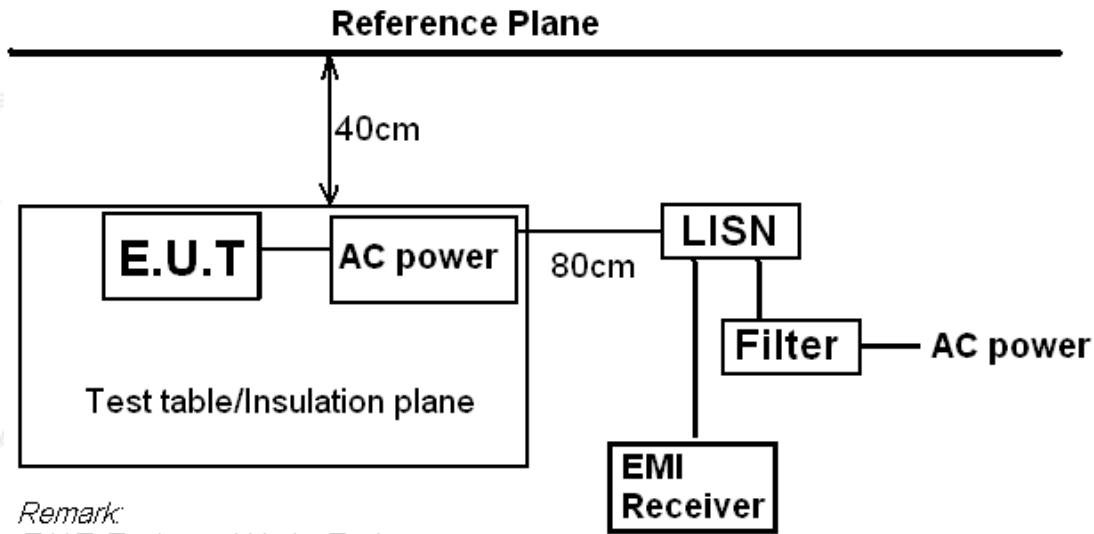 Reference Plane
40cm
E.U.T
AC power
80cm
LISN
Filter
AC power
Test table/Insulation plane
EMI
Receiver
Remark: